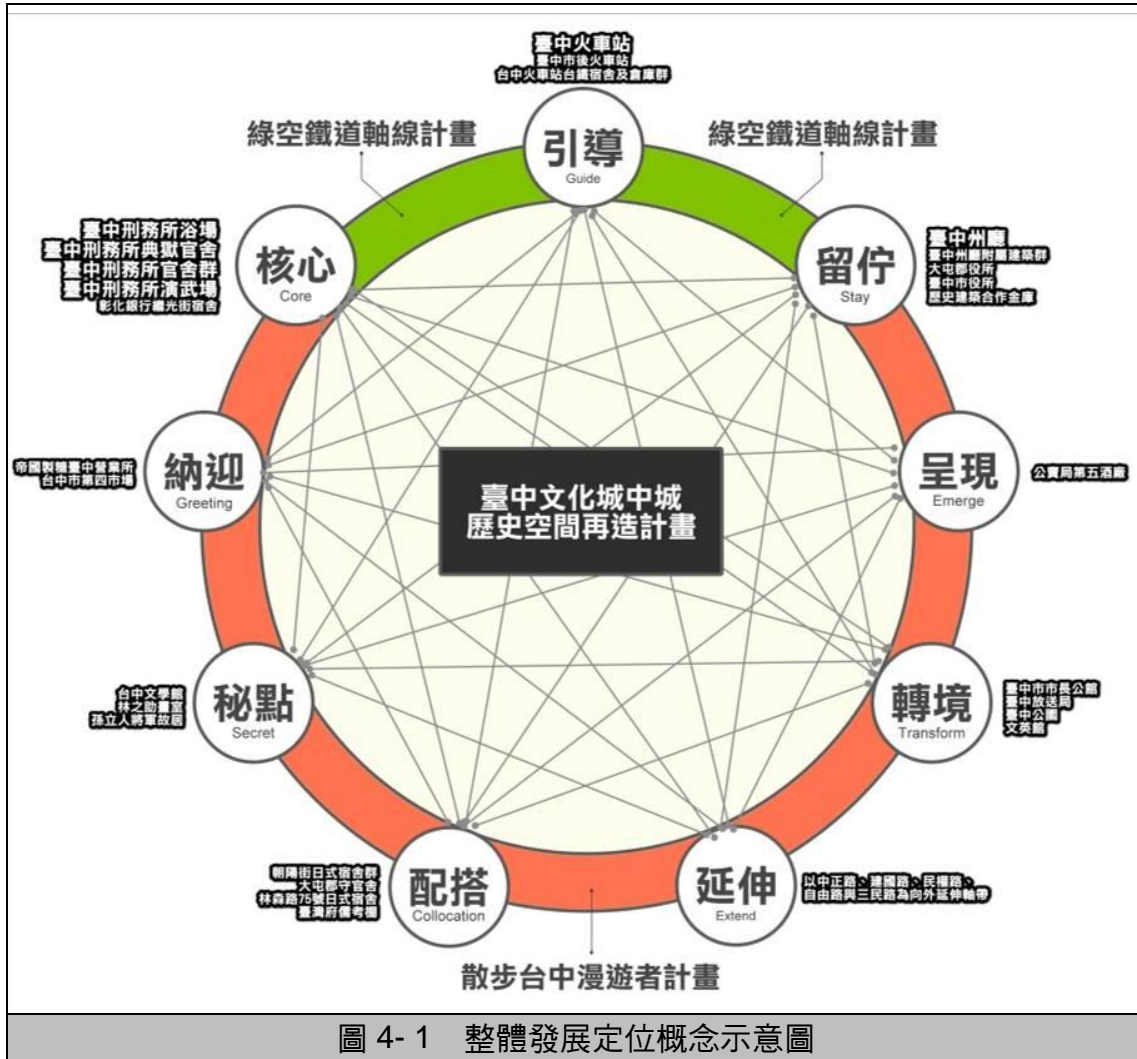 臺中火車站
臺中市後火車站
台中火車站台鐵宿舍及倉庫群
引導
Guide
綠空鐵道軸線計畫
綠空鐵道軸線計畫
臺中刑務所浴場
臺中刑務所典獄官舍
臺中刑務所官舍群
臺中刑務所演武場
彰化銀行繼光街宿舍
核心
Core
留佇
Stay
臺中州廳
臺中州廳附屬建築群
大屯郡役所
臺中市役所
歷史建築合作金庫
帝國製糖臺中營業所
台中市第四市場
納迎
Greeting
臺中文化城中城
歷史空間再造計畫
呈現
Emerge
公賣局第五酒廠
台中文學館
林之助畫室
孫立人將軍故居
秘點
Secret
轉境
Transform
臺中市市長公館
臺中放送局
臺中公園
文英館
朝陽街日式宿舍群
大屯郡守官舍
林森路75號日式宿舍
臺灣府儒考棚
配搭
Collocation
延伸
Extend
以中正路、建國路、民權路、
自由路與三民路為向外延伸輪帶
散步台中漫遊者計畫
圖 4- 1 整體發展定位概念示意圖